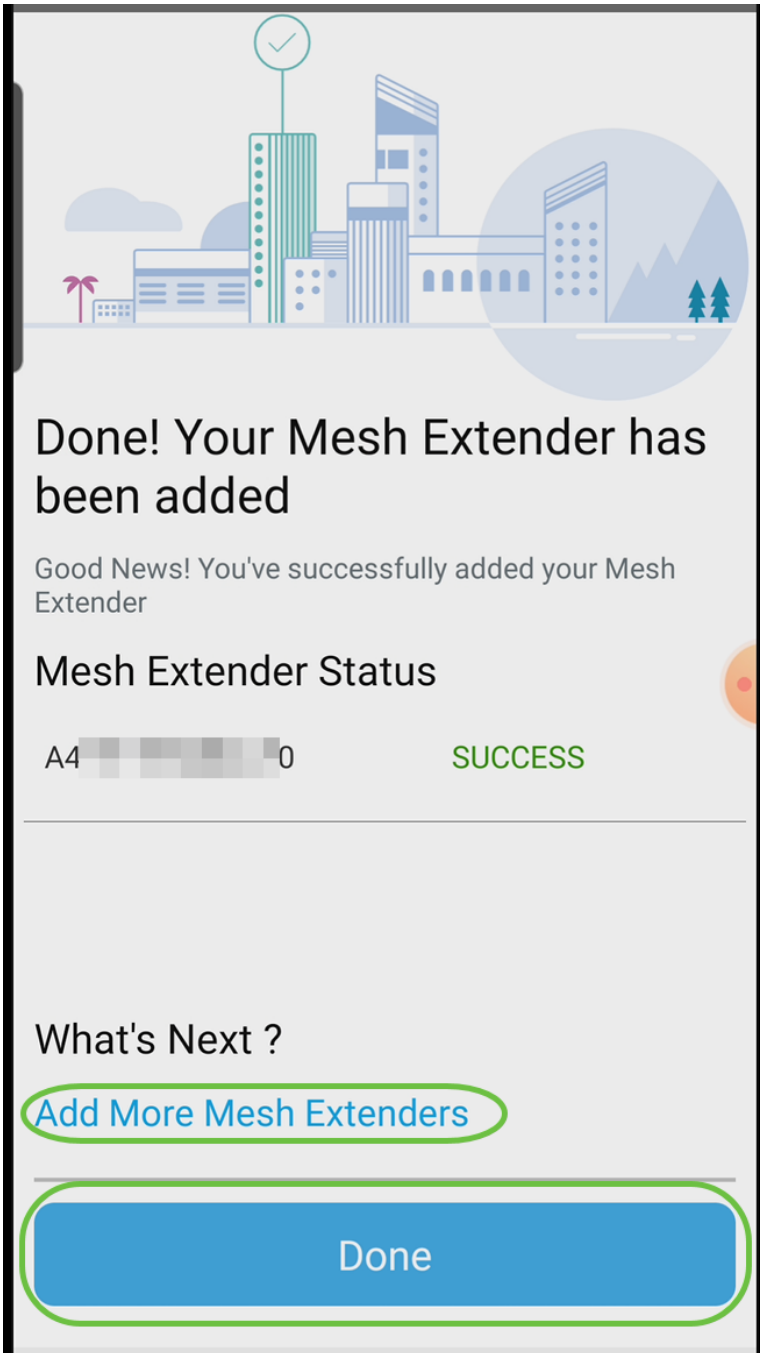 Done! Your Mesh Extender has
been added
Good News! You've successfully added your Mesh
Extender
Mesh Extender Status
A4 0 SUCCESS
What's Next ?
Add More Mesh Extenders
Done